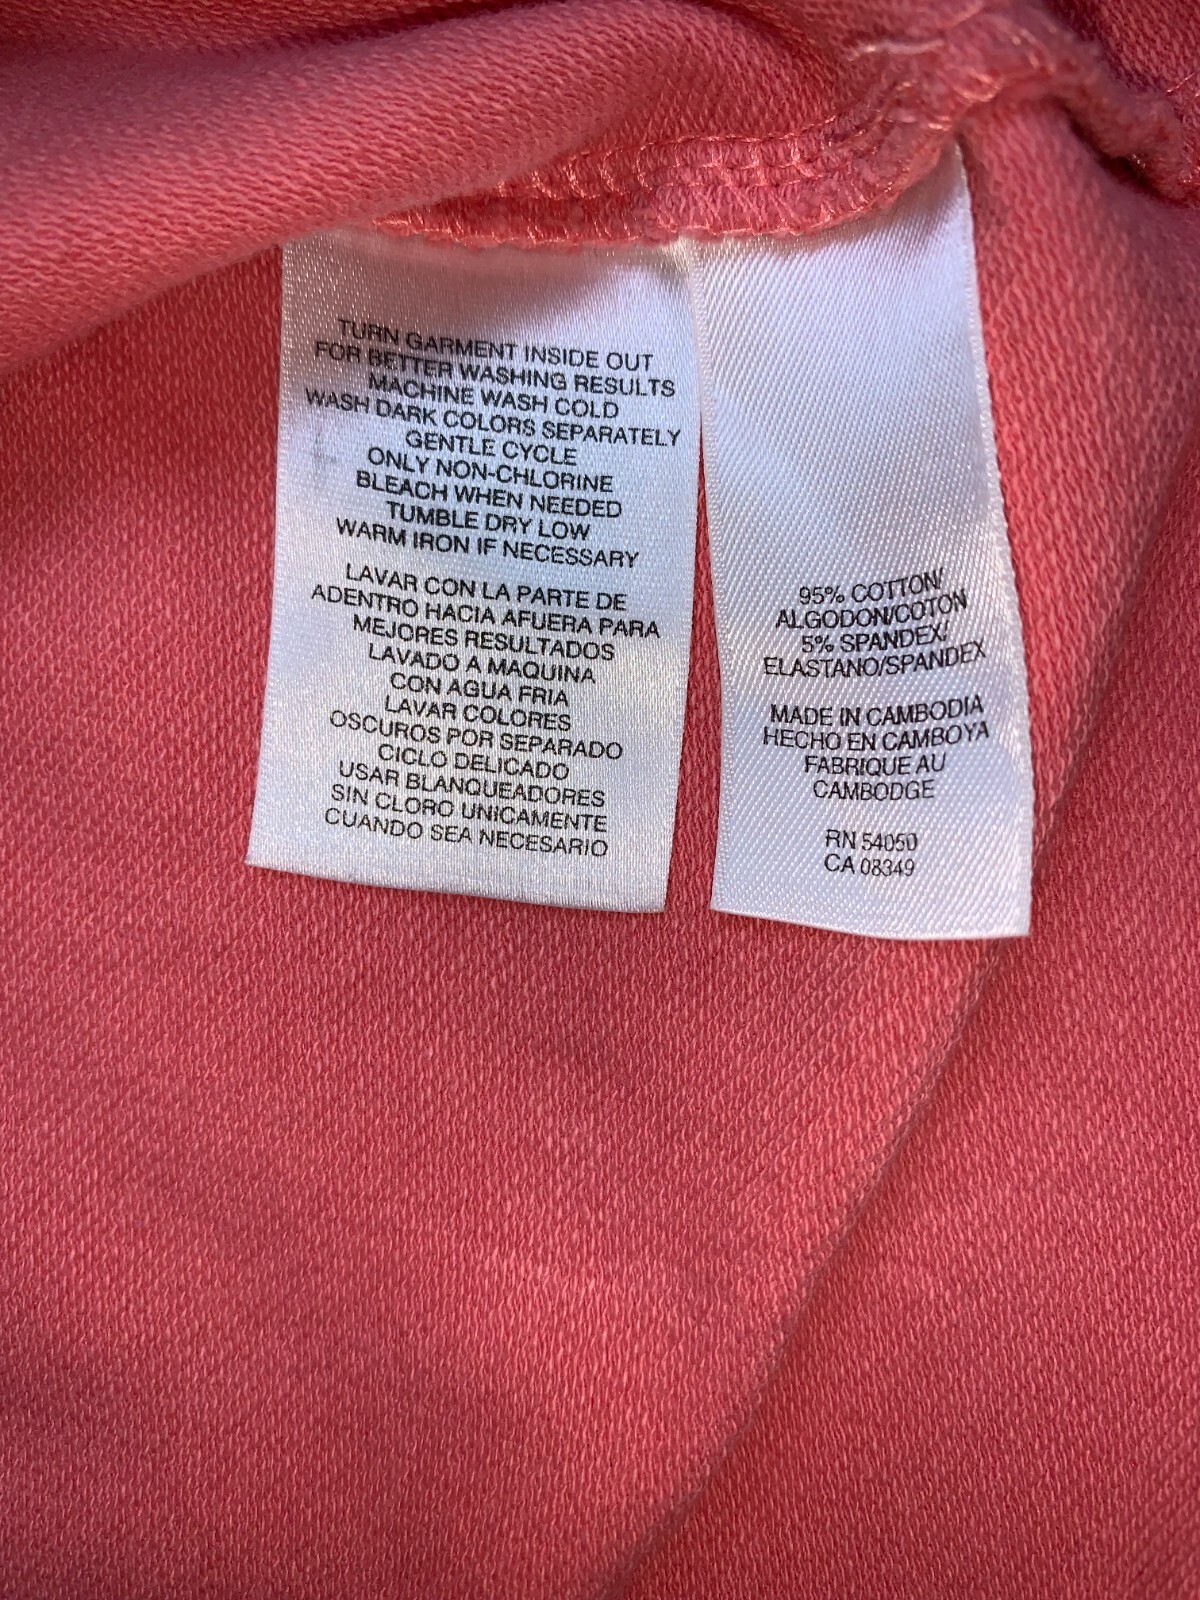 TURN GARMENT INSIDE OUT
FOR BETTER WASHING RESULTS
MACHINE WASH COLD
WASH DARK COLORS SEPARATELY
GENTLE CYCLE
ONLY NON-CHLORINE
BLEACH WHEN NEEDED
TUMBLE DRY LOW
WARM IRON IF NECESSARY
LAVAR CON LA PARTE DE
ADENTRO HACIA AFUERA PARA
MEJORES RESULTADOS
LAVADO A MAQUINA
CON AGUA FRIA
LAVAR COLORES
OSCUROS POR SEPARADO
CICLO DELICADO
USAR BLANQUEADORES
SIN CLORO UNICAMENTE
CUANDO SEA NECESARIO
95% COTTON/
ALGODON/COTON
5% SPANDEX/
ELASTANO/SPANDEX
MADE IN CAMBODIA
HECHO EN CAMBOYA
FABRIQUE AU
CAMBODGE
RN 54050
CA 08349